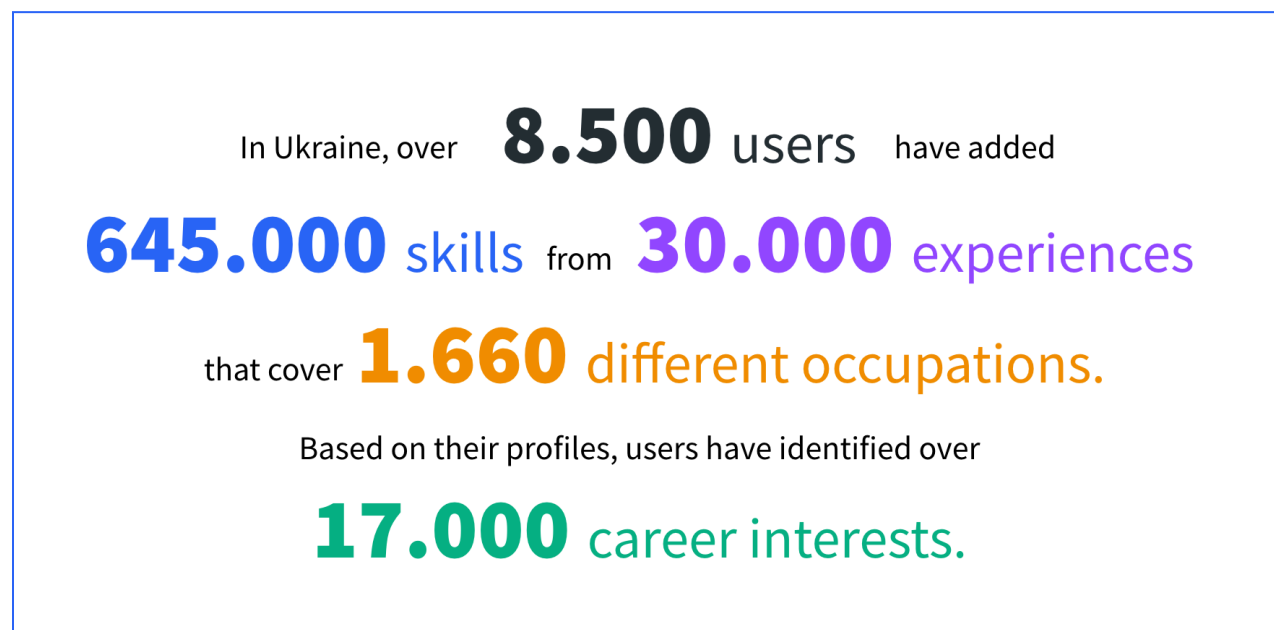 In Ukraine, over 8.500 users have added
645.000 skills from 30.000 experiences
that cover 1.660 different occupations.
Based on their profiles, users have identified over
17.000 career interests.